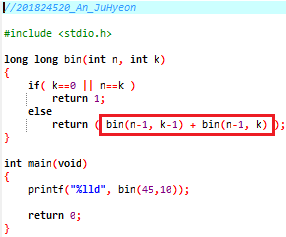 //201824520_An_JuHyeon
#include <stdio.h>
long long bin(int n, int k)
{
if( k==0 || n==k )
return 1;
else
return ( bin(n-1, k-1) + bin(n-1, k) );
}
int main(void)
{
printf("%lld", bin(45,10));
return 0;
}